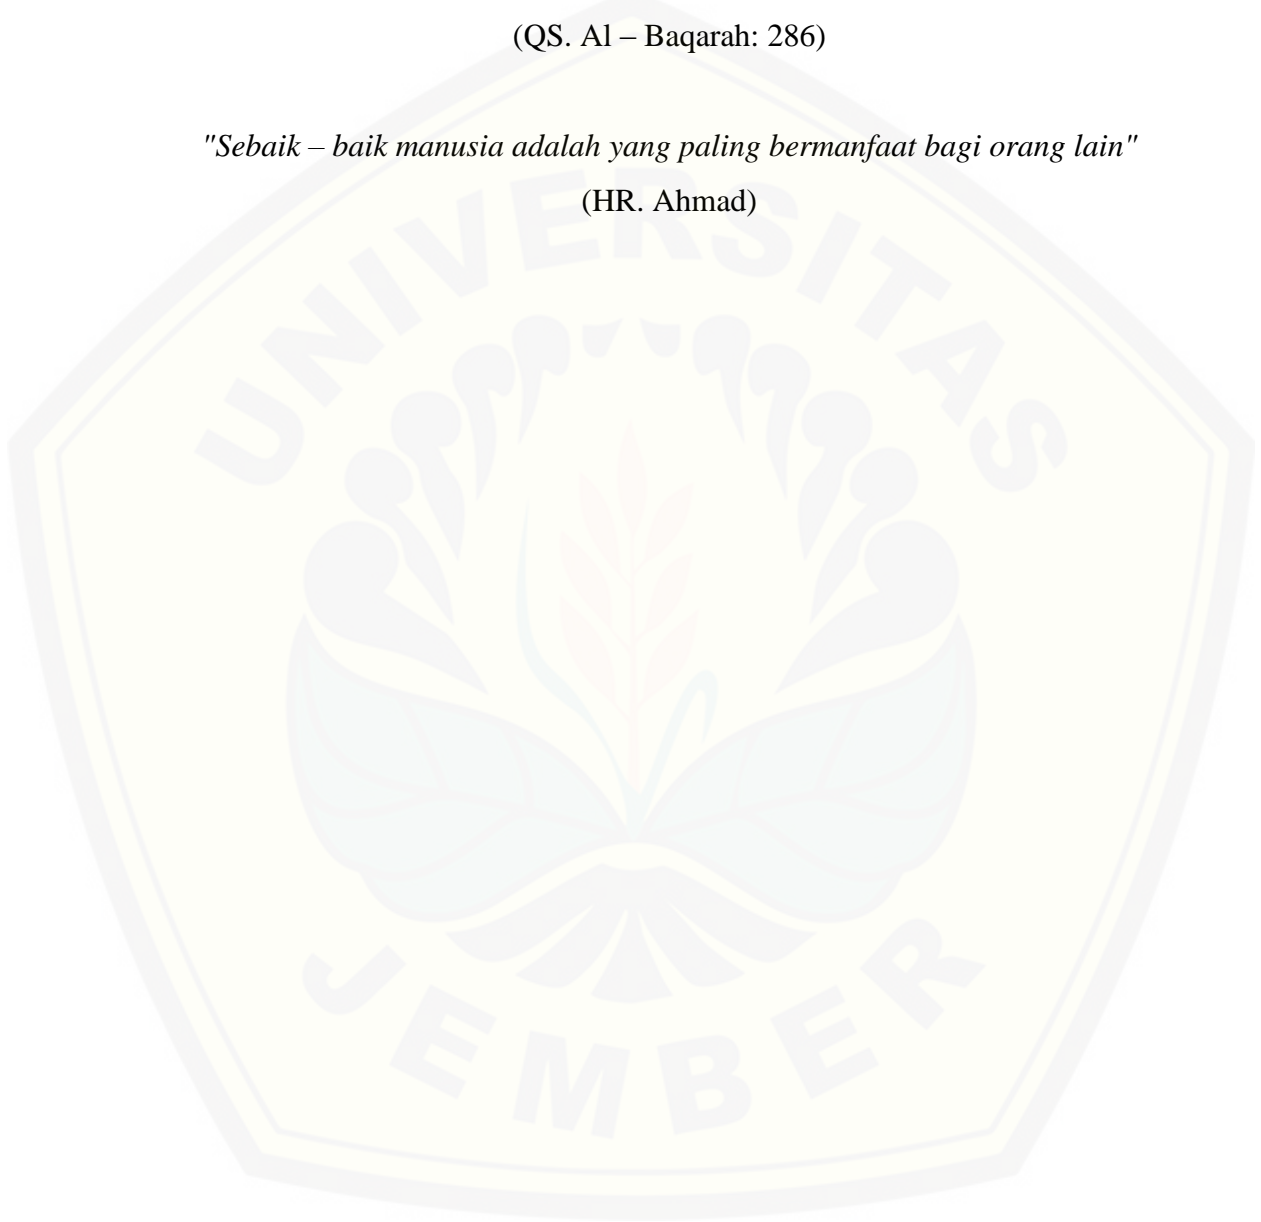 (QS. Al – Baqarah: 286)
"Sebaik – baik manusia adalah yang paling bermanfaat bagi orang lain"
(HR. Ahmad)
UNIVERSITAS
JEMBER